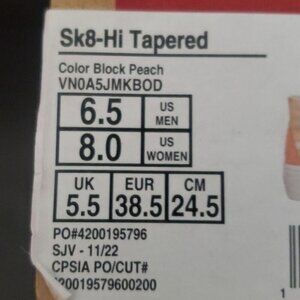 Sk8-Hi Tapered
Color Block Peach
VN0A5JMKBOD
6.5 US MEN
8.0 US WOMEN
UK EUR CM
5.5 38.5 24.5
PO#4200195796
SJV - 11/22
CPSIA PO/CUT#
1